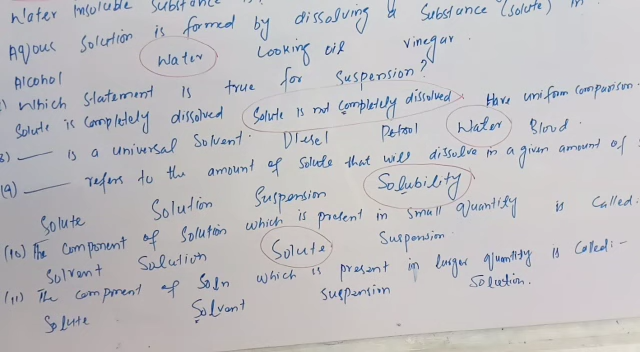 Water insoluble substance is
Aqous Solution is formed by dissolving a Substance (solute) in
Alcohol Water Cooking oil vinegar.
) Which statement is true for suspension?
Solute is completely dissolved Solute is not completely dissolved. Have uniform comparison.
8) ___ is a universal Solvent. Diesel Petrol Water Blood.
(9) ___ refers to the amount of Solute that will dissolve in a given amount of
Solute Solution Suspension Solubility
(10) The component of solution which is present in small quantity is called.
Solvent Solution Solute Suspension.
(11) The component of Soln which is present in larger quantity is called:-
Solute Solvent suspension Solution.